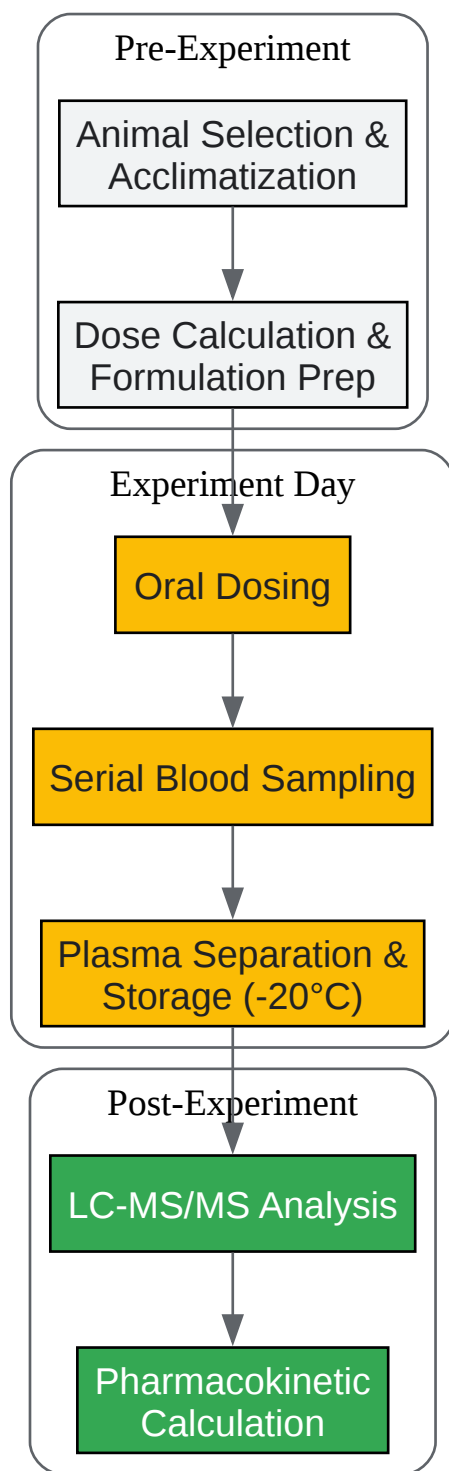 Pre-Experiment
Animal Selection &
Acclimatization
Dose Calculation &
Formulation Prep
Experiment Day
Oral Dosing
Serial Blood Sampling
Plasma Separation &
Storage (-20°C)
Post-Experiment
LC-MS/MS Analysis
Pharmacokinetic
Calculation